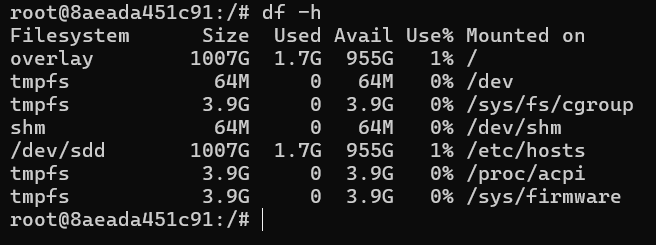 root@8aeada451c91:/# df -h
Filesystem      Size  Used Avail Use% Mounted on
overlay        1007G  1.7G  955G   1% /
tmpfs            64M     0   64M   0% /dev
tmpfs           3.9G     0  3.9G   0% /sys/fs/cgroup
shm              64M     0   64M   0% /dev/shm
/dev/sdd       1007G  1.7G  955G   1% /etc/hosts
tmpfs           3.9G     0  3.9G   0% /proc/acpi
tmpfs           3.9G     0  3.9G   0% /sys/firmware
root@8aeada451c91:/#